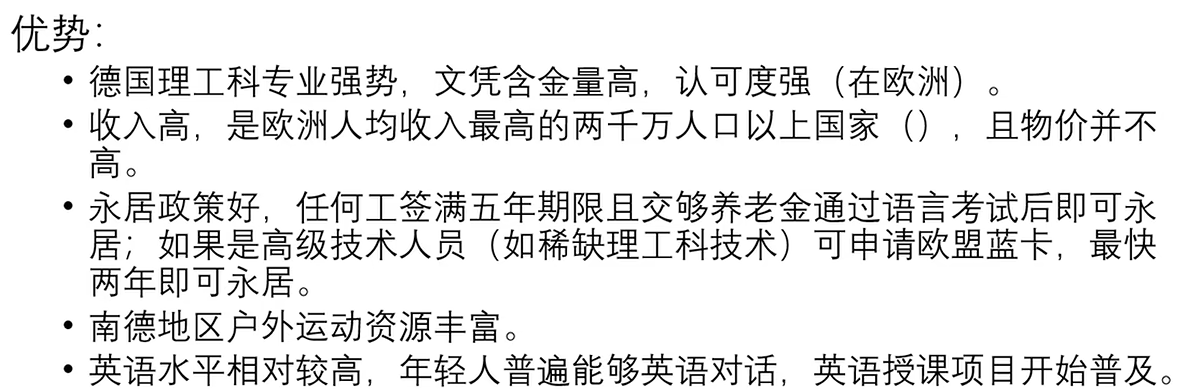 优势：
• 德国理工科专业强势，文凭含金量高，认可度强（在欧洲）。
• 收入高，是欧洲人均收入最高的两千万人口以上国家（），且物价并不
高。
• 永居政策好，任何工签满五年期限且交够养老金通过语言考试后即可永
居；如果是高级技术人员（如稀缺理工科技术）可申请欧盟蓝卡，最快
两年即可永居。
• 南德地区户外运动资源丰富。
• 英语水平相对较高，年轻人普遍能够英语对话，英语授课项目开始普及。